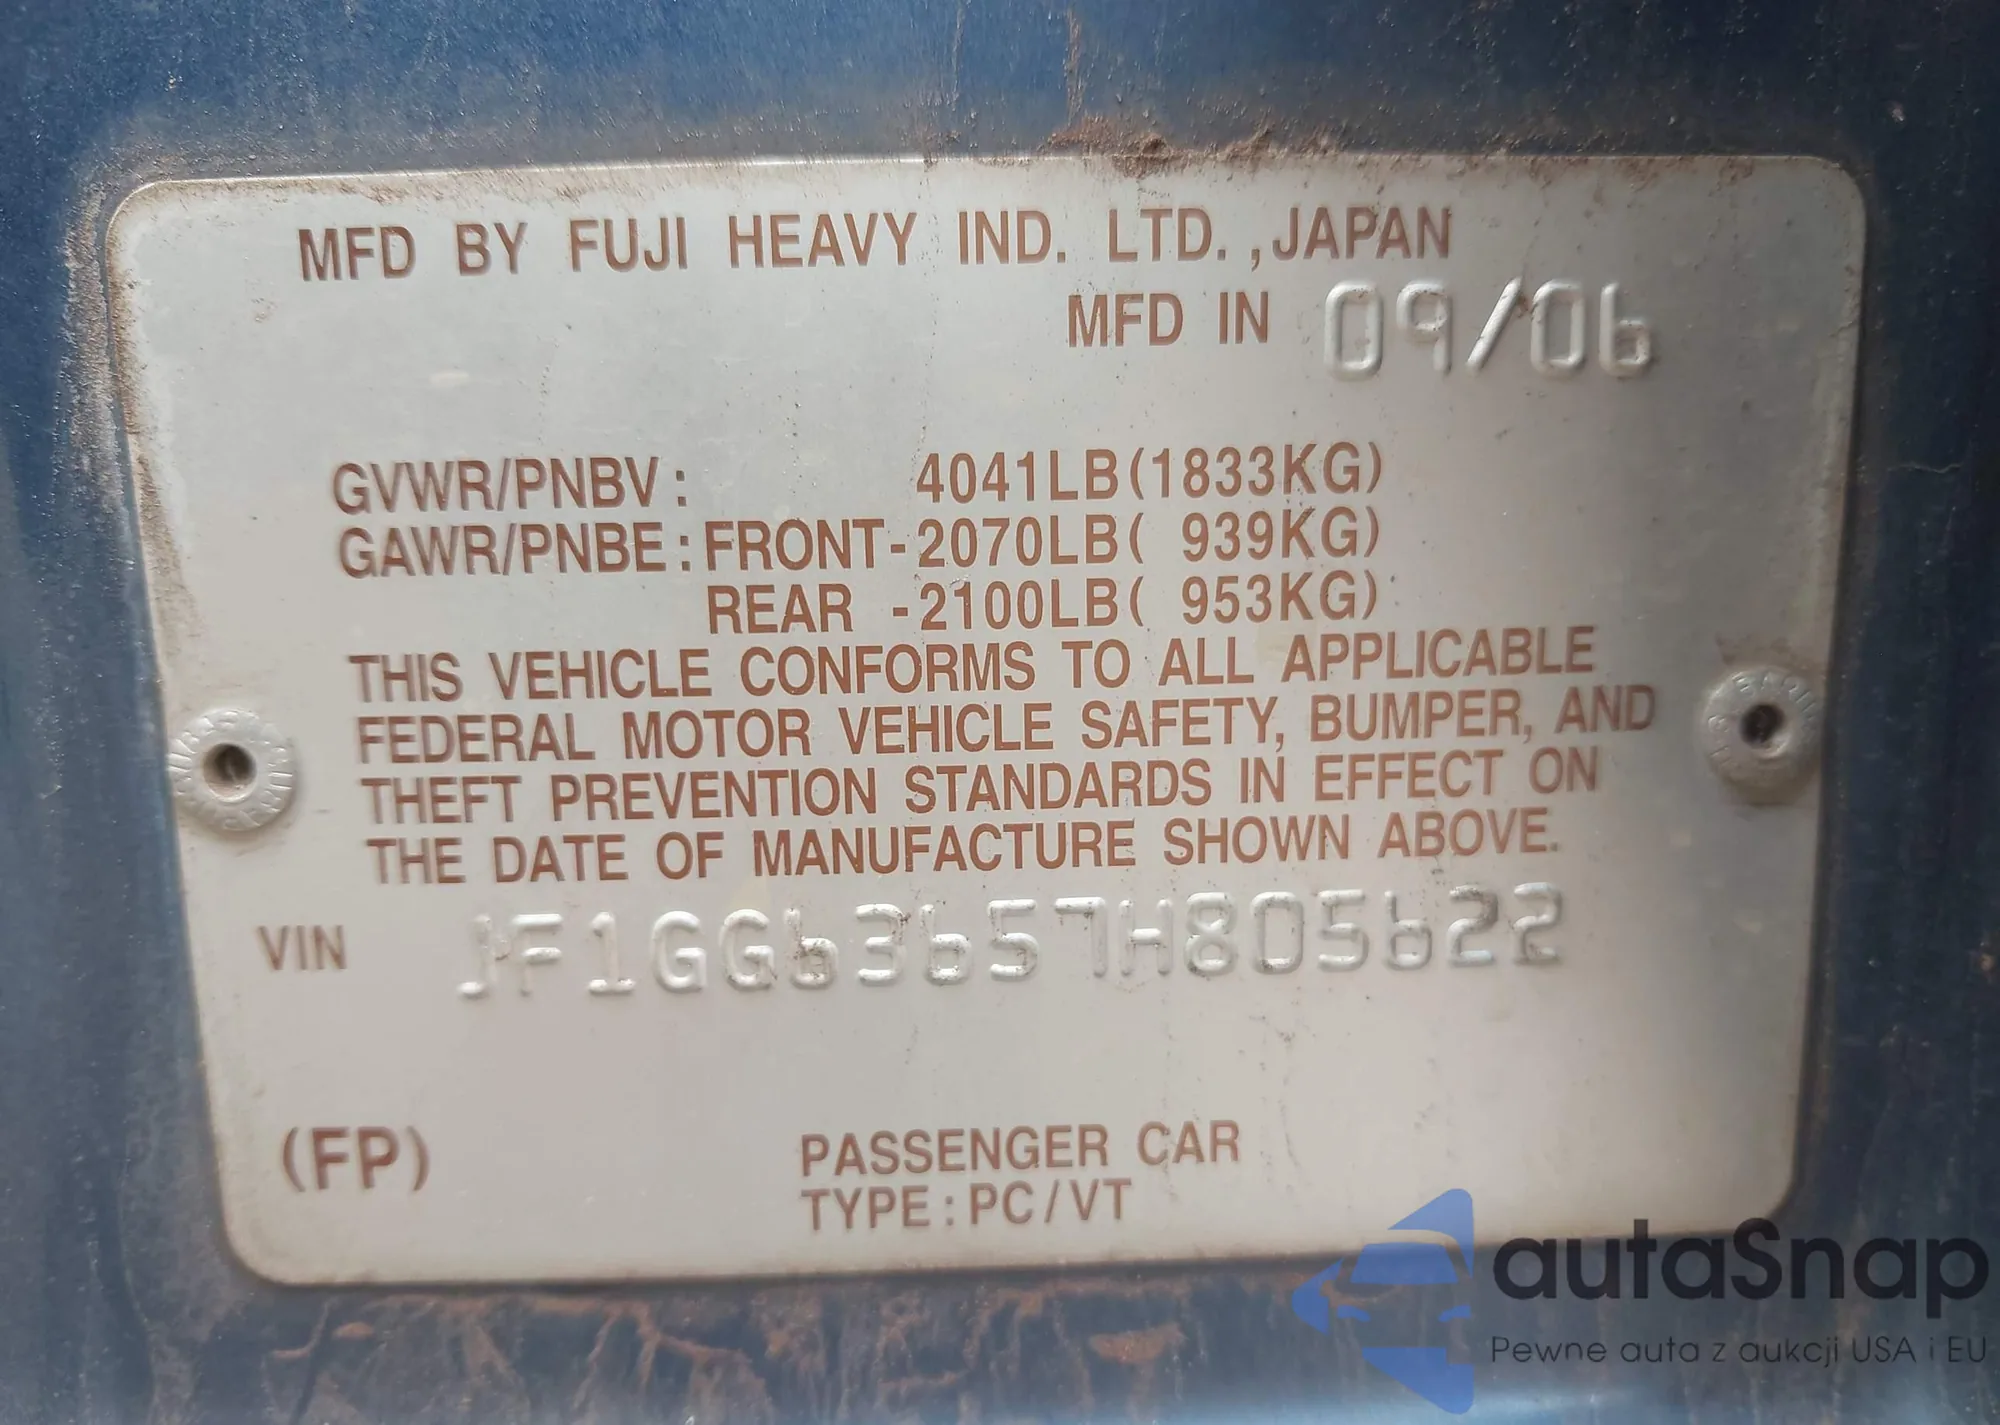 MFD BY FUJI HEAVY IND. LTD., JAPAN
MFD IN 09/06
GVWR/PNBV: 4041LB(1833KG)
GAWR/PNBE: FRONT-2070LB( 939KG)
REAR -2100LB( 953KG)
THIS VEHICLE CONFORMS TO ALL APPLICABLE
FEDERAL MOTOR VEHICLE SAFETY, BUMPER, AND
THEFT PREVENTION STANDARDS IN EFFECT ON
THE DATE OF MANUFACTURE SHOWN ABOVE.
VIN JF1GG63657H805622
(FP) PASSENGER CAR
TYPE: PC/VT
autaSnap
Pewne auta z aukcji USA i EU